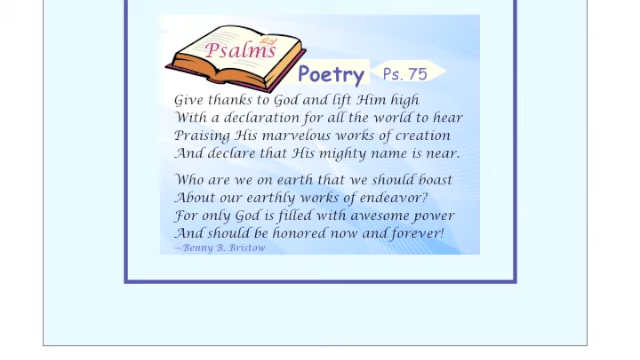 Psalms
Poetry Ps. 75
Give thanks to God and lift Him high
With a declaration for all the world to hear
Praising His marvelous works of creation
And declare that His mighty name is near.
Who are we on earth that we should boast
About our earthly works of endeavor?
For only God is filled with awesome power
And should be honored now and forever!
—Benny B. Bristow